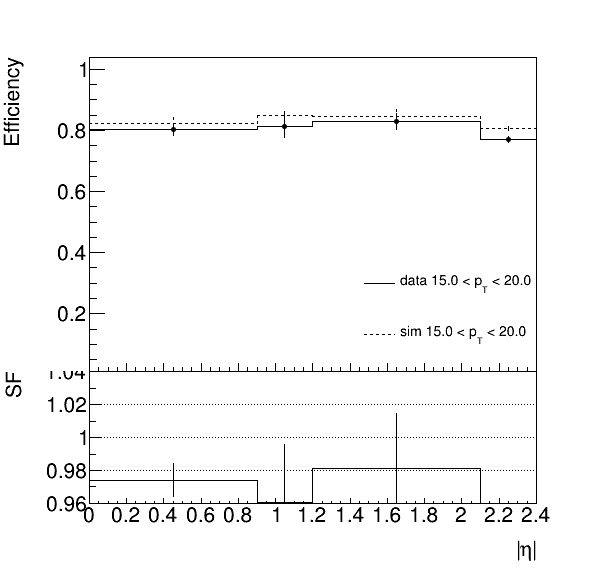 Efficiency
1
0.8
0.6
0.4
0.2
data 15.0 < p_T < 20.0
sim 15.0 < p_T < 20.0
SF
1.04
1.02
1
0.98
0.96
0 0.2 0.4 0.6 0.8 1 1.2 1.4 1.6 1.8 2 2.2 2.4
|η|